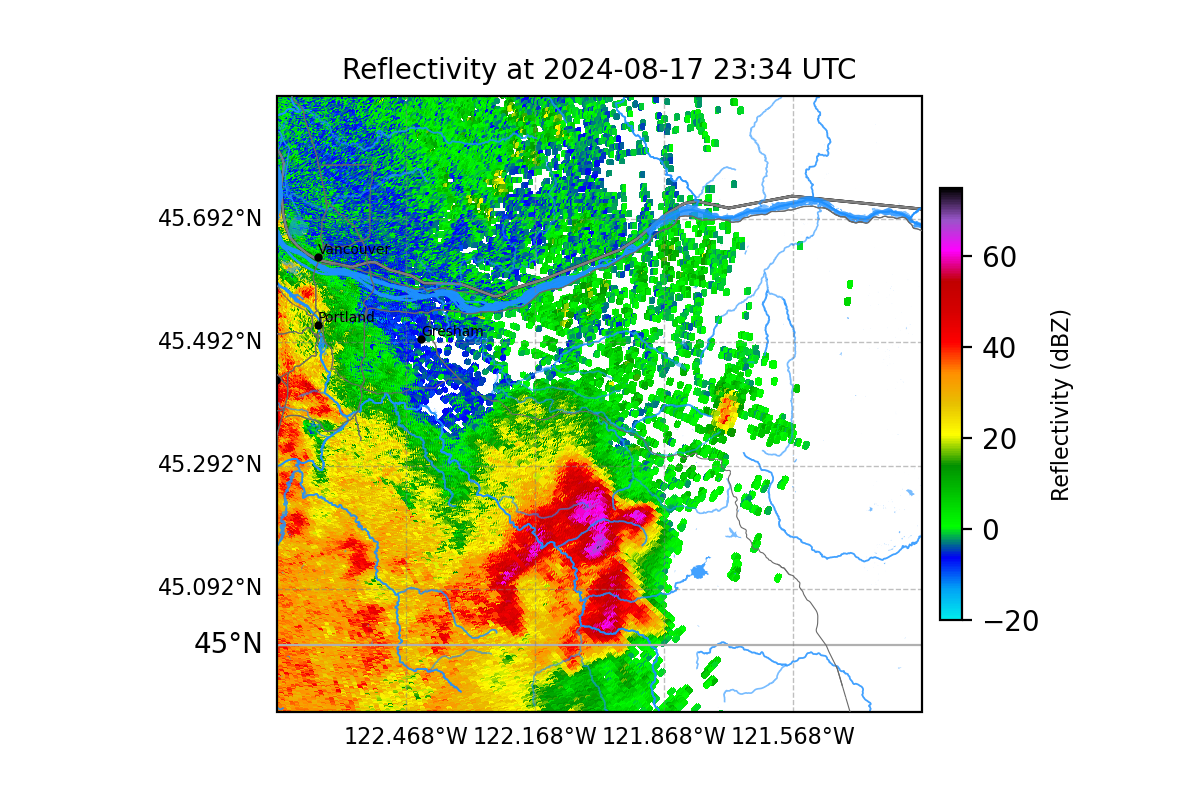 Reflectivity at 2024-08-17 23:34 UTC
45.692°N
45.492°N
45.292°N
45.092°N
45°N
Vancouver
Portland
Gresham
122.468°W 122.168°W 121.868°W 121.568°W
60
40
20
0
−20
Reflectivity (dBZ)